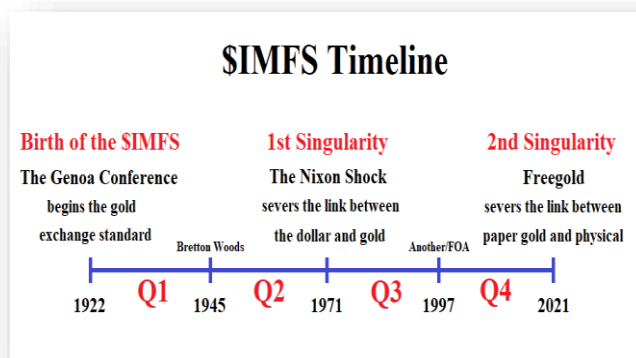 $IMFS Timeline
Birth of the $IMFS
The Genoa Conference
begins the gold
exchange standard
1st Singularity
The Nixon Shock
severs the link between
the dollar and gold
2nd Singularity
Freegold
severs the link between
paper gold and physical
Bretton Woods
Another/FOA
Q1
Q2
Q3
Q4
1922
1945
1971
1997
2021